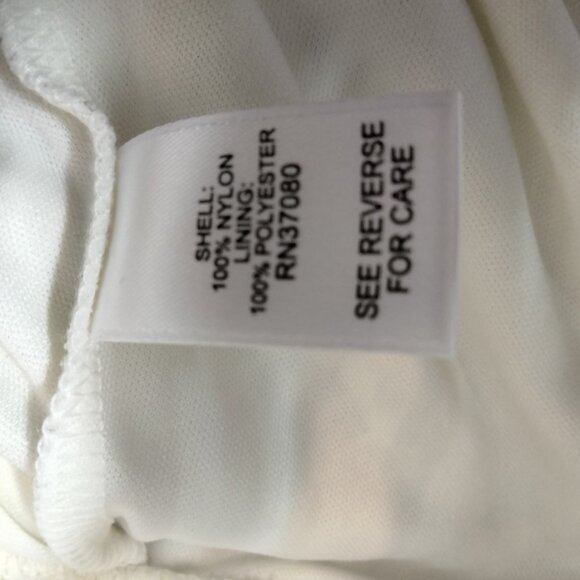 SHELL:
100% NYLON
LINING:
100% POLYESTER
RN37080
SEE REVERSE
FOR CARE